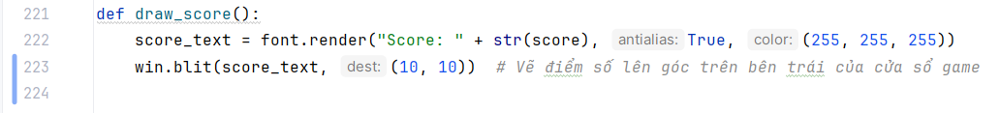 221 def draw_score():
222 score_text = font.render("Score: " + str(score), antialias: True, color: (255, 255, 255))
223 win.blit(score_text, dest: (10, 10)) # Vẽ điểm số lên góc trên bên trái của cửa sổ game
224